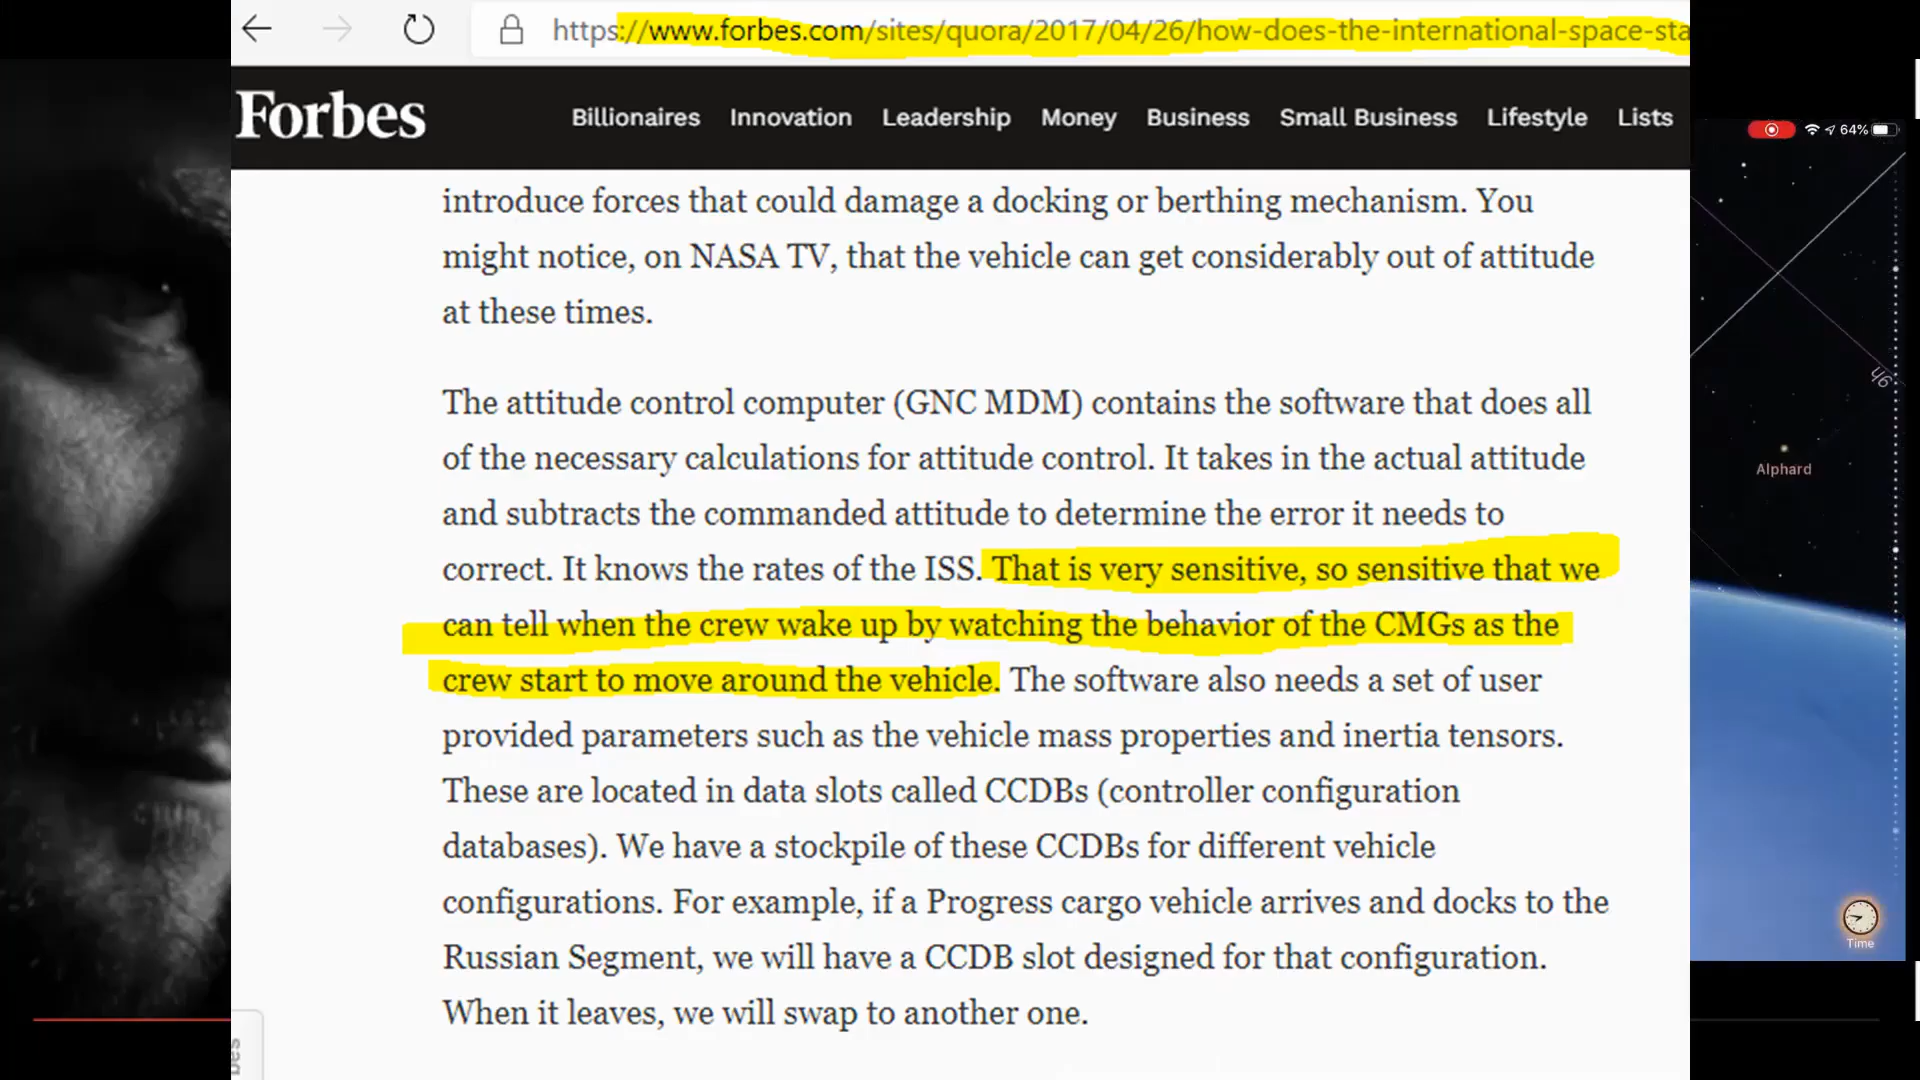 https://www.forbes.com/sites/quora/2017/04/26/how-does-the-international-space-sta
Forbes
Billionaires Innovation Leadership Money Business Small Business Lifestyle Lists
64%
introduce forces that could damage a docking or berthing mechanism. You
might notice, on NASA TV, that the vehicle can get considerably out of attitude
at these times.
The attitude control computer (GNC MDM) contains the software that does all
of the necessary calculations for attitude control. It takes in the actual attitude
and subtracts the commanded attitude to determine the error it needs to
correct. It knows the rates of the ISS. That is very sensitive, so sensitive that we
can tell when the crew wake up by watching the behavior of the CMGs as the
crew start to move around the vehicle. The software also needs a set of user
provided parameters such as the vehicle mass properties and inertia tensors.
These are located in data slots called CCDBs (controller configuration
databases). We have a stockpile of these CCDBs for different vehicle
configurations. For example, if a Progress cargo vehicle arrives and docks to the
Russian Segment, we will have a CCDB slot designed for that configuration.
When it leaves, we will swap to another one.
Alphard
Time